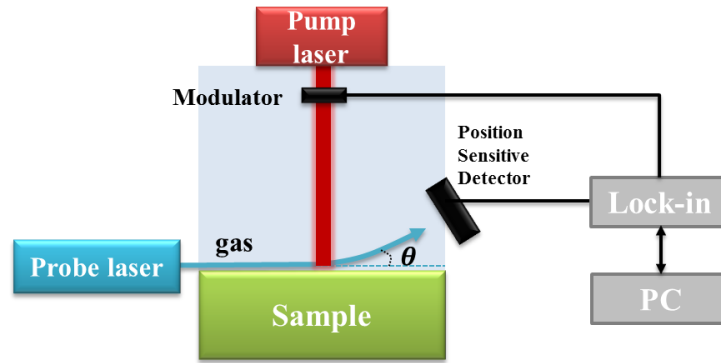 Pump
laser
Modulator
Position
Sensitive
Detector
Lock-in
gas
θ
Probe laser
Sample
PC